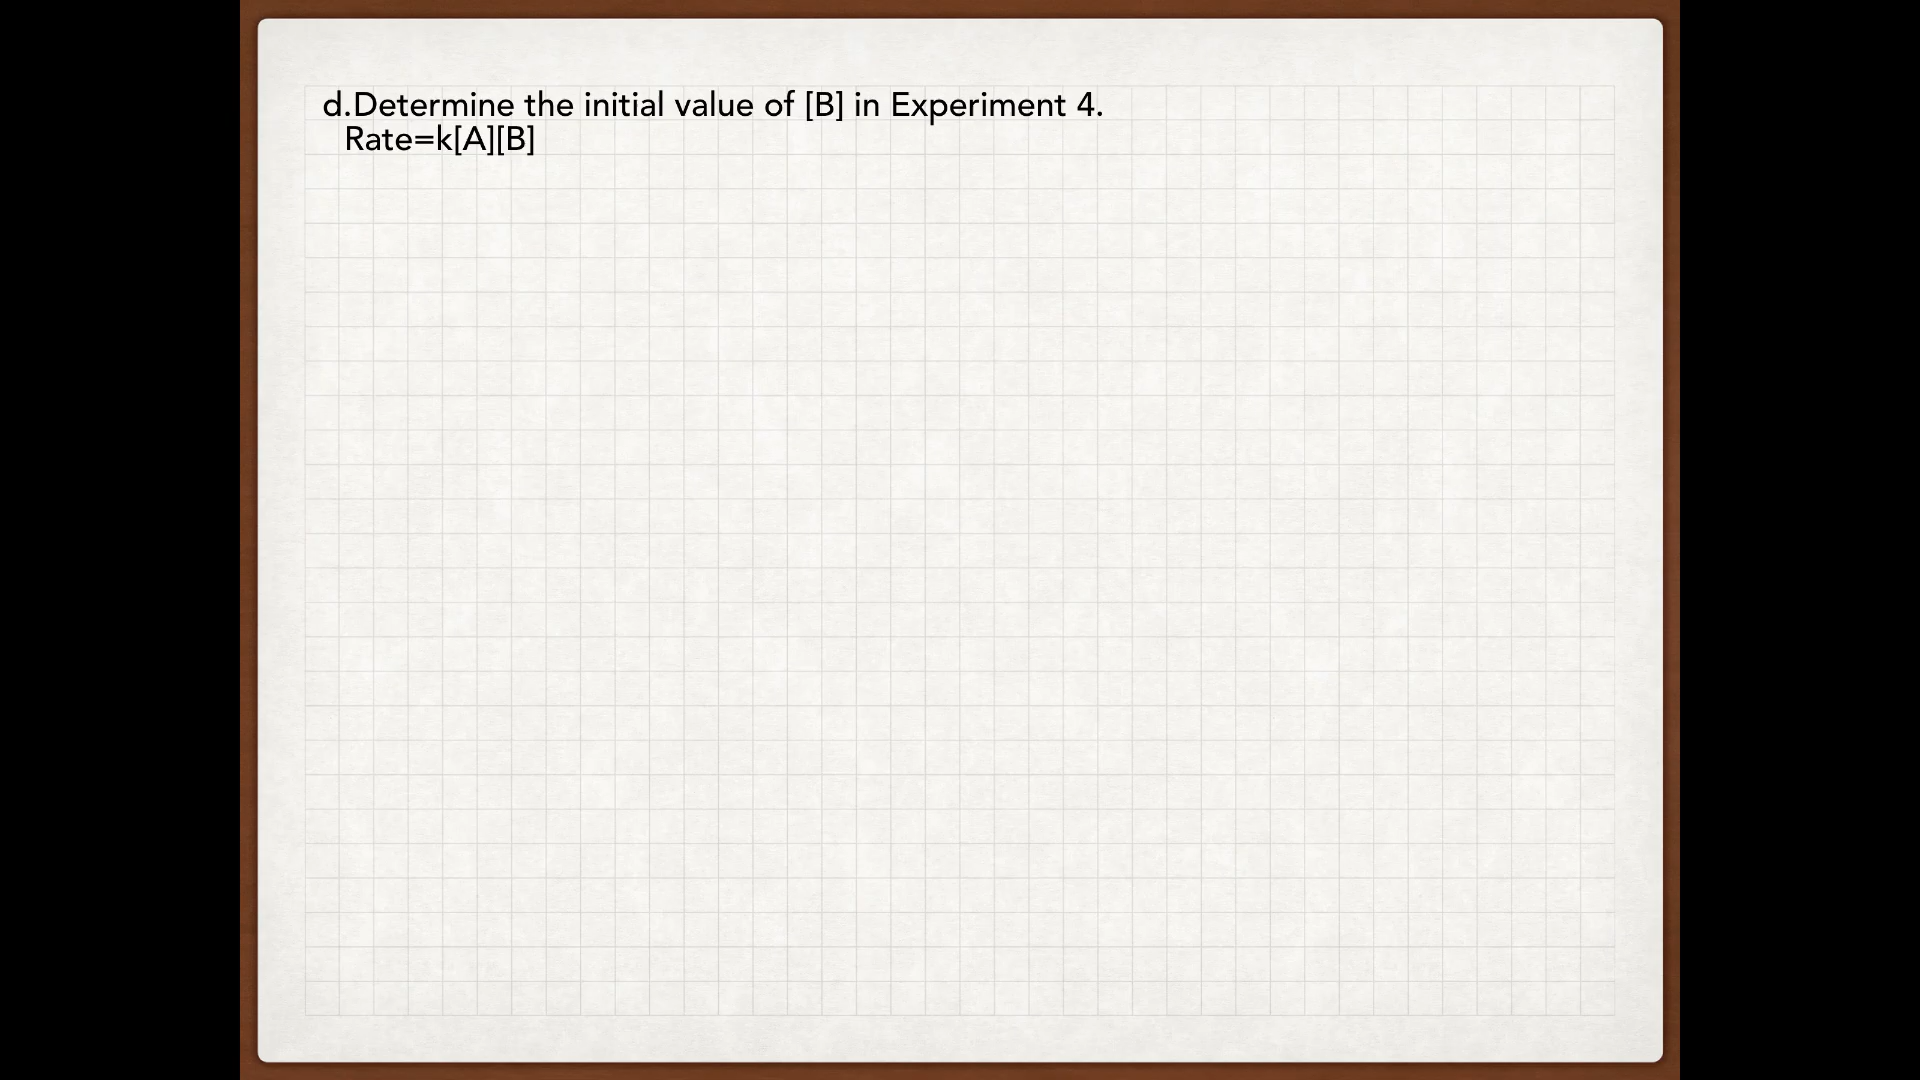 d.Determine the initial value of [B] in Experiment 4.
Rate=k[A][B]